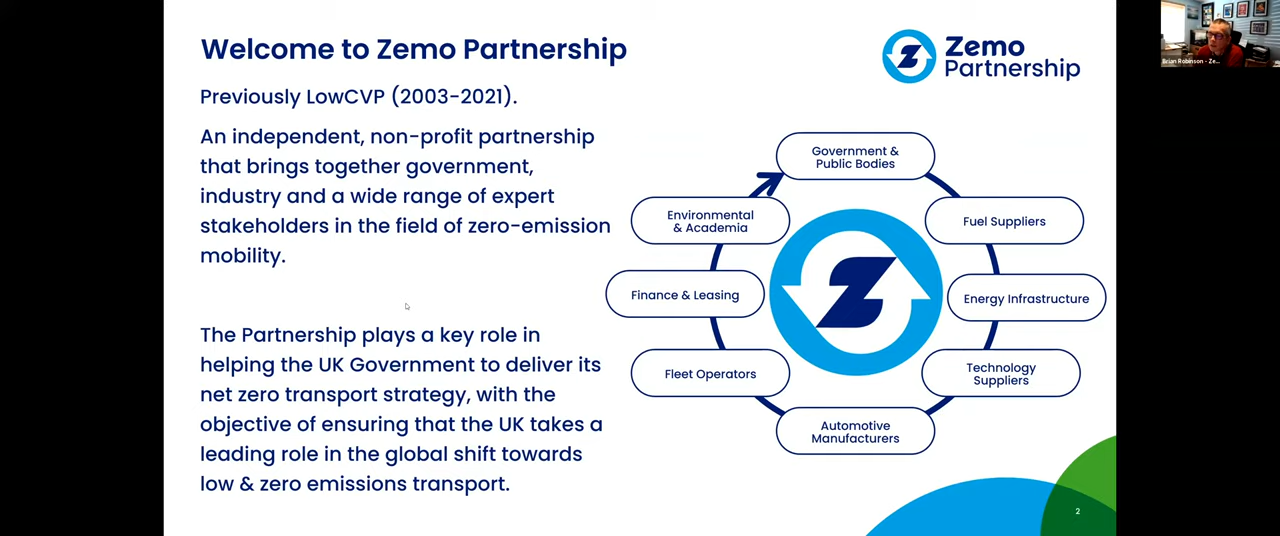 Welcome to Zemo Partnership
Zemo
Partnership
Previously LowCVP (2003-2021).
An independent, non-profit partnership
that brings together government,
industry and a wide range of expert
stakeholders in the field of zero-emission
mobility.
The Partnership plays a key role in
helping the UK Government to deliver its
net zero transport strategy, with the
objective of ensuring that the UK takes a
leading role in the global shift towards
low & zero emissions transport.
Government &
Public Bodies
Fuel Suppliers
Energy Infrastructure
Technology
Suppliers
Automotive
Manufacturers
Fleet Operators
Finance & Leasing
Environmental
& Academia
2
Brian Robinson - Ze...